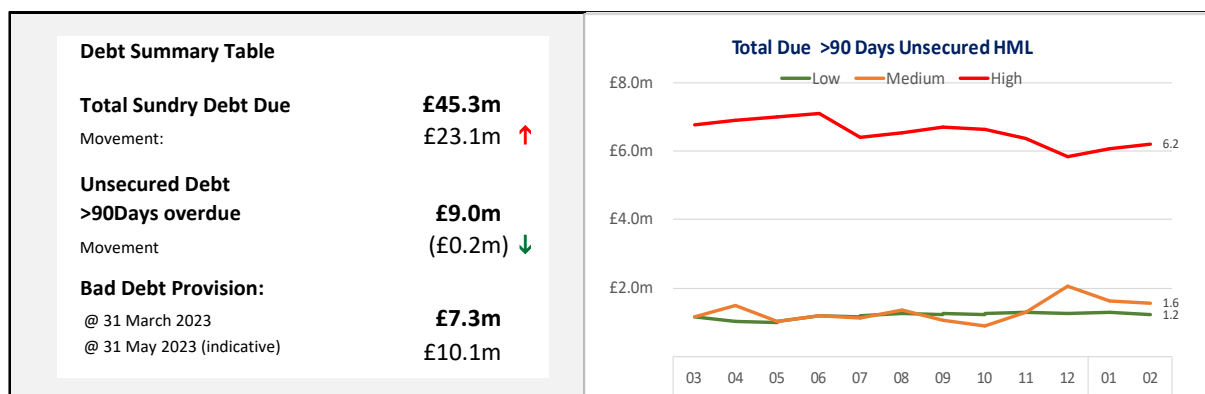 Debt Summary Table
Total Sundry Debt Due £45.3m
Movement: £23.1m ↑
Unsecured Debt
>90Days overdue £9.0m
Movement (£0.2m) ↓
Bad Debt Provision:
@ 31 March 2023 £7.3m
@ 31 May 2023 (indicative) £10.1m
Total Due >90 Days Unsecured HML
Low Medium High
£8.0m
£6.0m
£4.0m
£2.0m
6.2
1.6
1.2
03 04 05 06 07 08 09 10 11 12 01 02